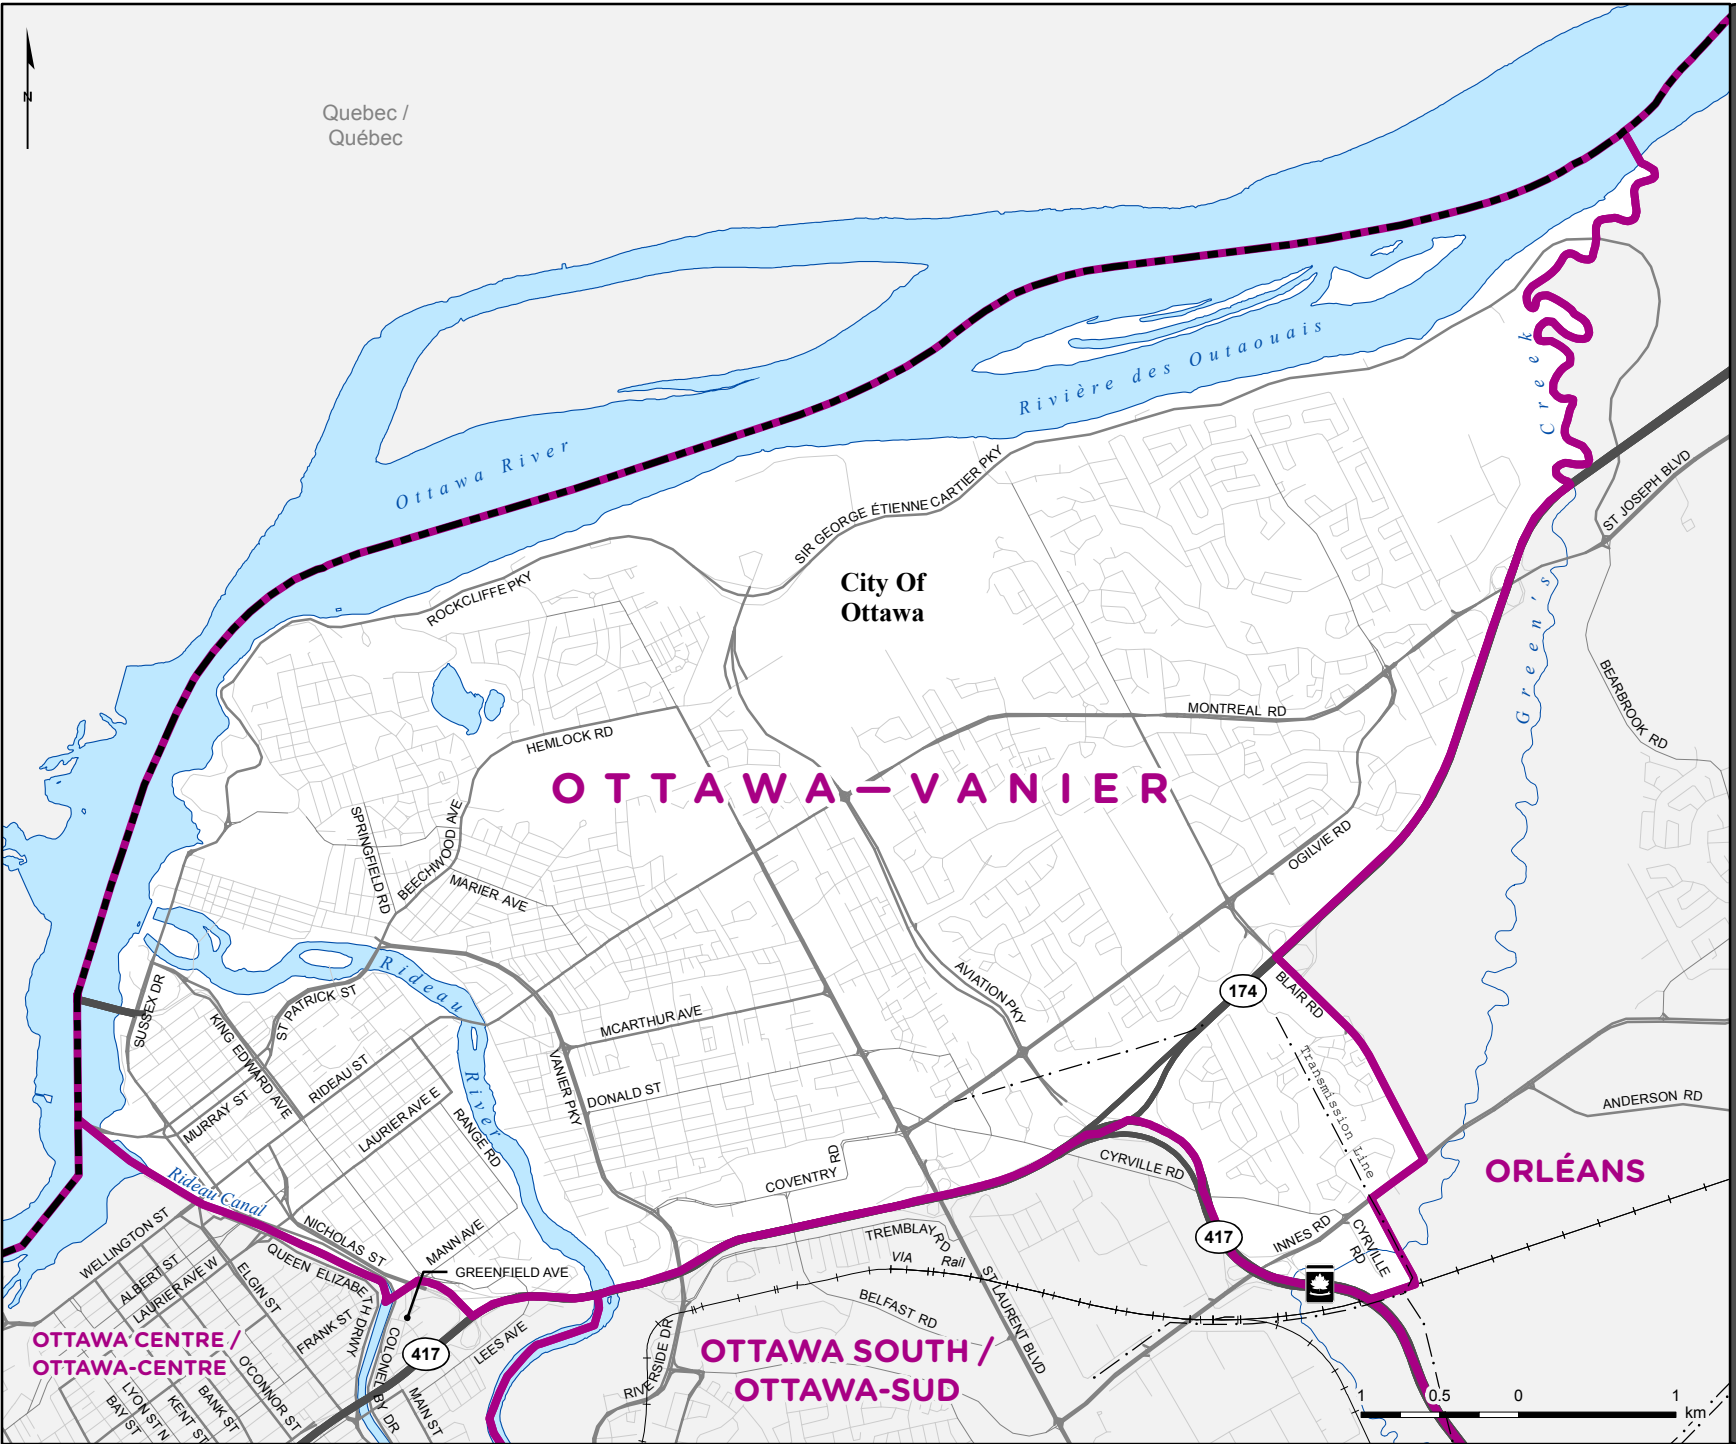 N
Quebec /
Québec
Ottawa River
Rivière des Outaouais
Green's Creek
SIR GEORGE ÉTIENNE CARTIER PKY
ROCKCLIFFE PKY
City Of
Ottawa
ST JOSEPH BLVD
BEARBROOK RD
MONTREAL RD
HEMLOCK RD
OTTAWA—VANIER
SPRINGFIELD RD
BEECHWOOD AVE
MARIER AVE
OGILVIE RD
Rideau River
SUSSEX DR
KING EDWARD AVE
ST PATRICK ST
MCARTHUR AVE
AVIATION PKY
174
BLAIR RD
Transmission Line
RIDEAU ST
MURRAY ST
LAURIER AVE E
RANGE RD
VANIER PKY
DONALD ST
ANDERSON RD
COVENTRY RD
CYRVILLE RD
ORLÉANS
Rideau Canal
WELLINGTON ST
ALBERT ST
LAURIER AVE W
NICHOLAS ST
MANN AVE
QUEEN ELIZABETH DRWY
GREENFIELD AVE
ELGIN ST
FRANK ST
TREMBLAY RD
VIA Rail
ST LAURENT BLVD
417
INNES RD
CYRVILLE RD
BELFAST RD
OTTAWA CENTRE /
OTTAWA-CENTRE
417
LEES AVE
COLONEL BY DR
O'CONNOR ST
OTTAWA SOUTH /
OTTAWA-SUD
RIVERSIDE DR
MAIN ST
BANK ST
KENT ST
LYON ST N
BAY ST
1 0.5 0 1
km